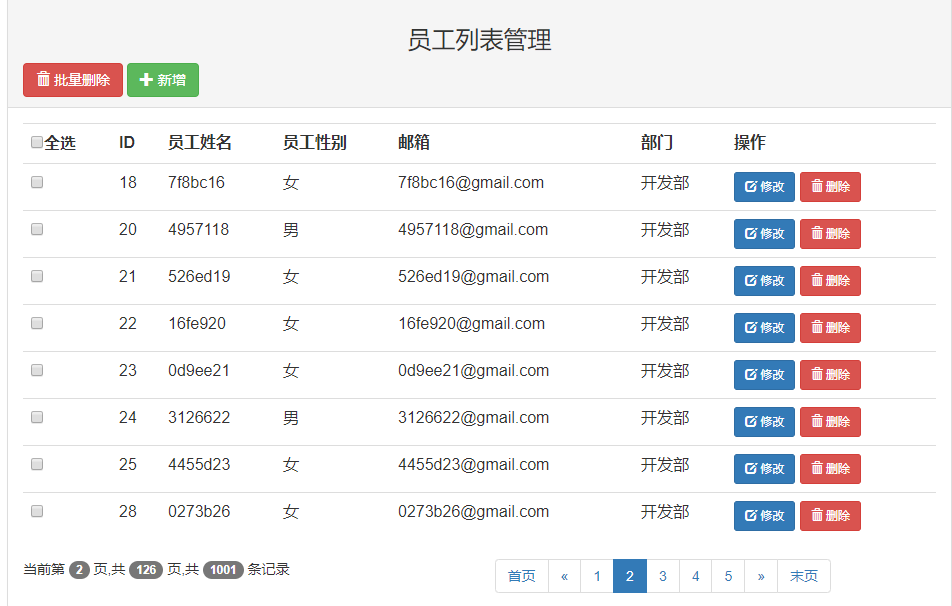 员工列表管理
批量删除 新增
全选 ID 员工姓名 员工性别 邮箱 部门 操作
18 7f8bc16 女 7f8bc16@gmail.com 开发部 修改 删除
20 4957118 男 4957118@gmail.com 开发部 修改 删除
21 526ed19 女 526ed19@gmail.com 开发部 修改 删除
22 16fe920 女 16fe920@gmail.com 开发部 修改 删除
23 0d9ee21 女 0d9ee21@gmail.com 开发部 修改 删除
24 3126622 男 3126622@gmail.com 开发部 修改 删除
25 4455d23 女 4455d23@gmail.com 开发部 修改 删除
28 0273b26 女 0273b26@gmail.com 开发部 修改 删除
当前第 2 页,共 126 页,共 1001 条记录 首页 « 1 2 3 4 5 » 末页